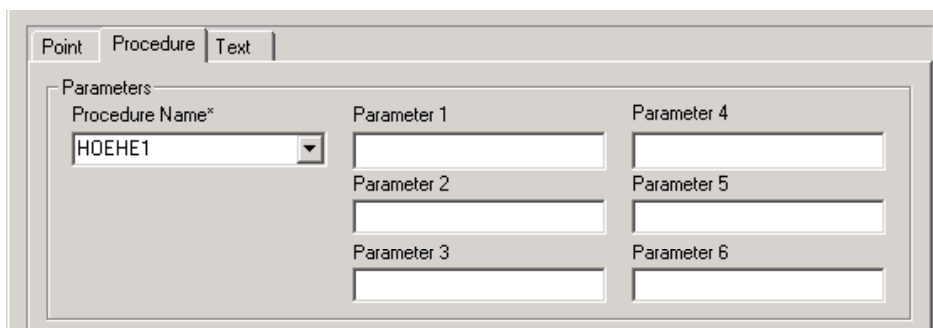 Point Procedure Text
Parameters
Procedure Name* Parameter 1 Parameter 4
HOEHE1
Parameter 2 Parameter 5
Parameter 3 Parameter 6